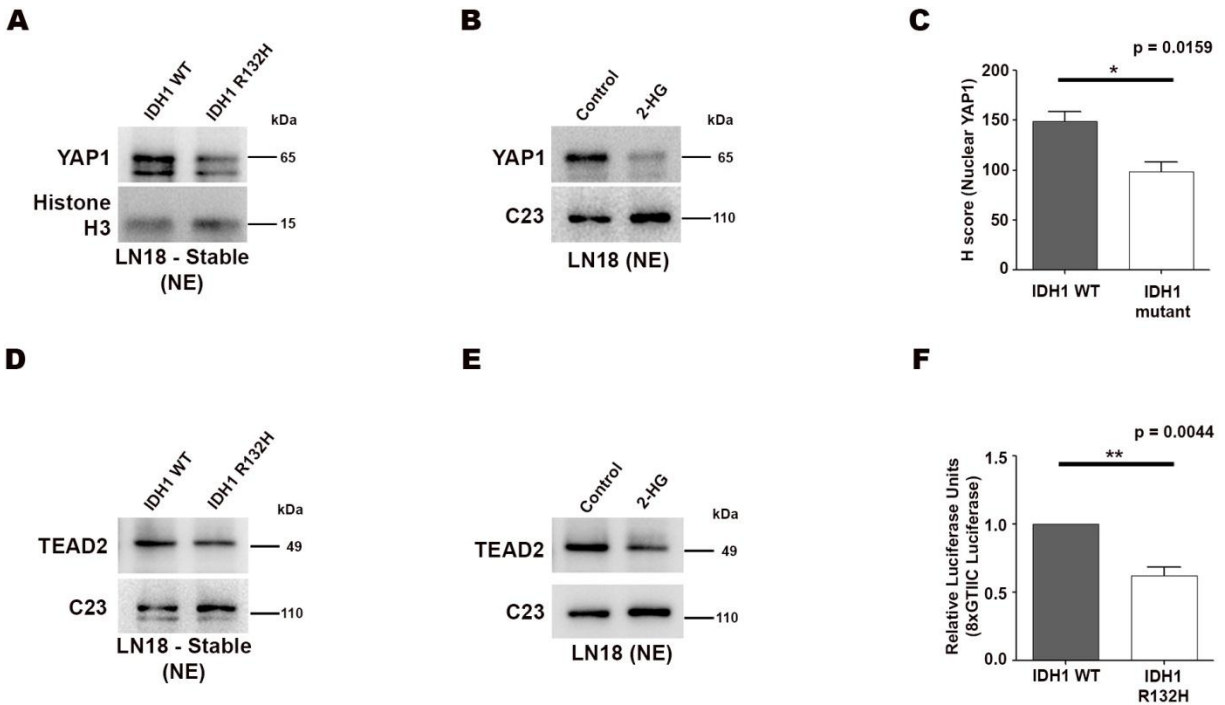 A
IDH1 WT
IDH1 R132H
kDa
YAP1
65
Histone
H3
15
LN18 - Stable
(NE)
B
Control
2-HG
kDa
YAP1
65
C23
110
LN18 (NE)
C
p = 0.0159
*
H score (Nuclear YAP1)
200
150
100
50
0
IDH1 WT
IDH1
mutant
D
IDH1 WT
IDH1 R132H
kDa
TEAD2
49
C23
110
LN18 - Stable
(NE)
E
Control
2-HG
kDa
TEAD2
49
C23
110
LN18 (NE)
F
p = 0.0044
**
Relative Luciferase Units
(8xGTIIC Luciferase)
1.5
1.0
0.5
0.0
IDH1 WT
IDH1
R132H